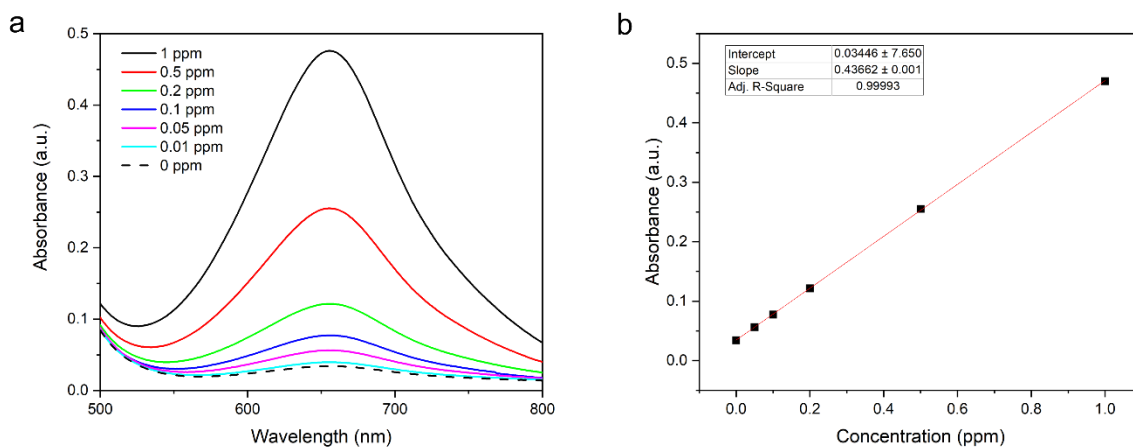 a
0.5
0.4
0.3
0.2
0.1
0.0
500
600
700
800
Absorbance (a.u.)
Wavelength (nm)
1 ppm
0.5 ppm
0.2 ppm
0.1 ppm
0.05 ppm
0.01 ppm
0 ppm
b
Intercept 0.03446 ± 7.650
Slope 0.43662 ± 0.001
Adj. R-Square 0.99993
0.5
0.4
0.3
0.2
0.1
0.0
0.0
0.2
0.4
0.6
0.8
1.0
Absorbance (a.u.)
Concentration (ppm)